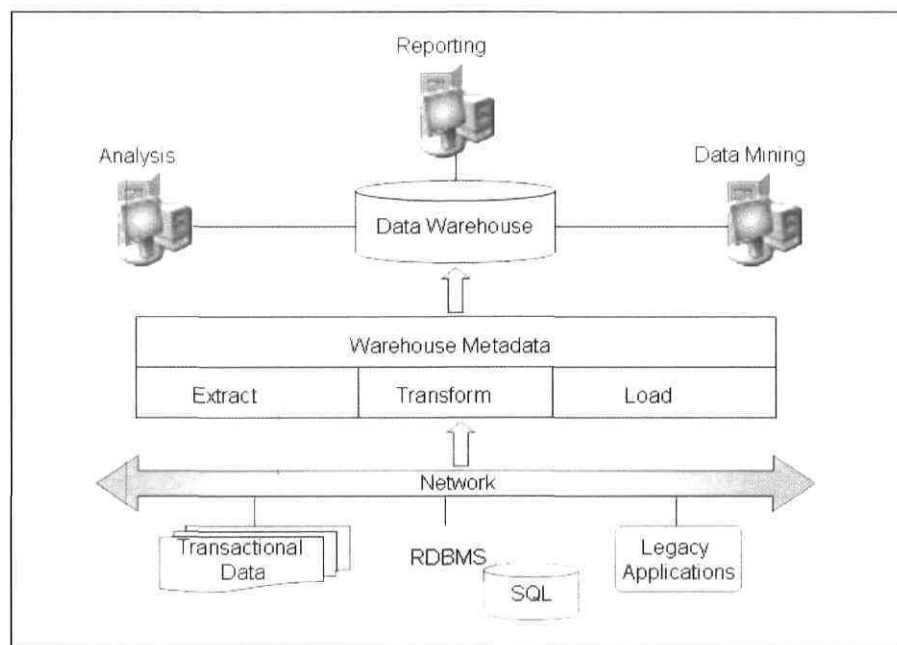 Reporting
Analysis
Data Mining
Data Warehouse
Warehouse Metadata
Extract
Transform
Load
Network
Transactional
Data
RDBMS
SQL
Legacy
Applications